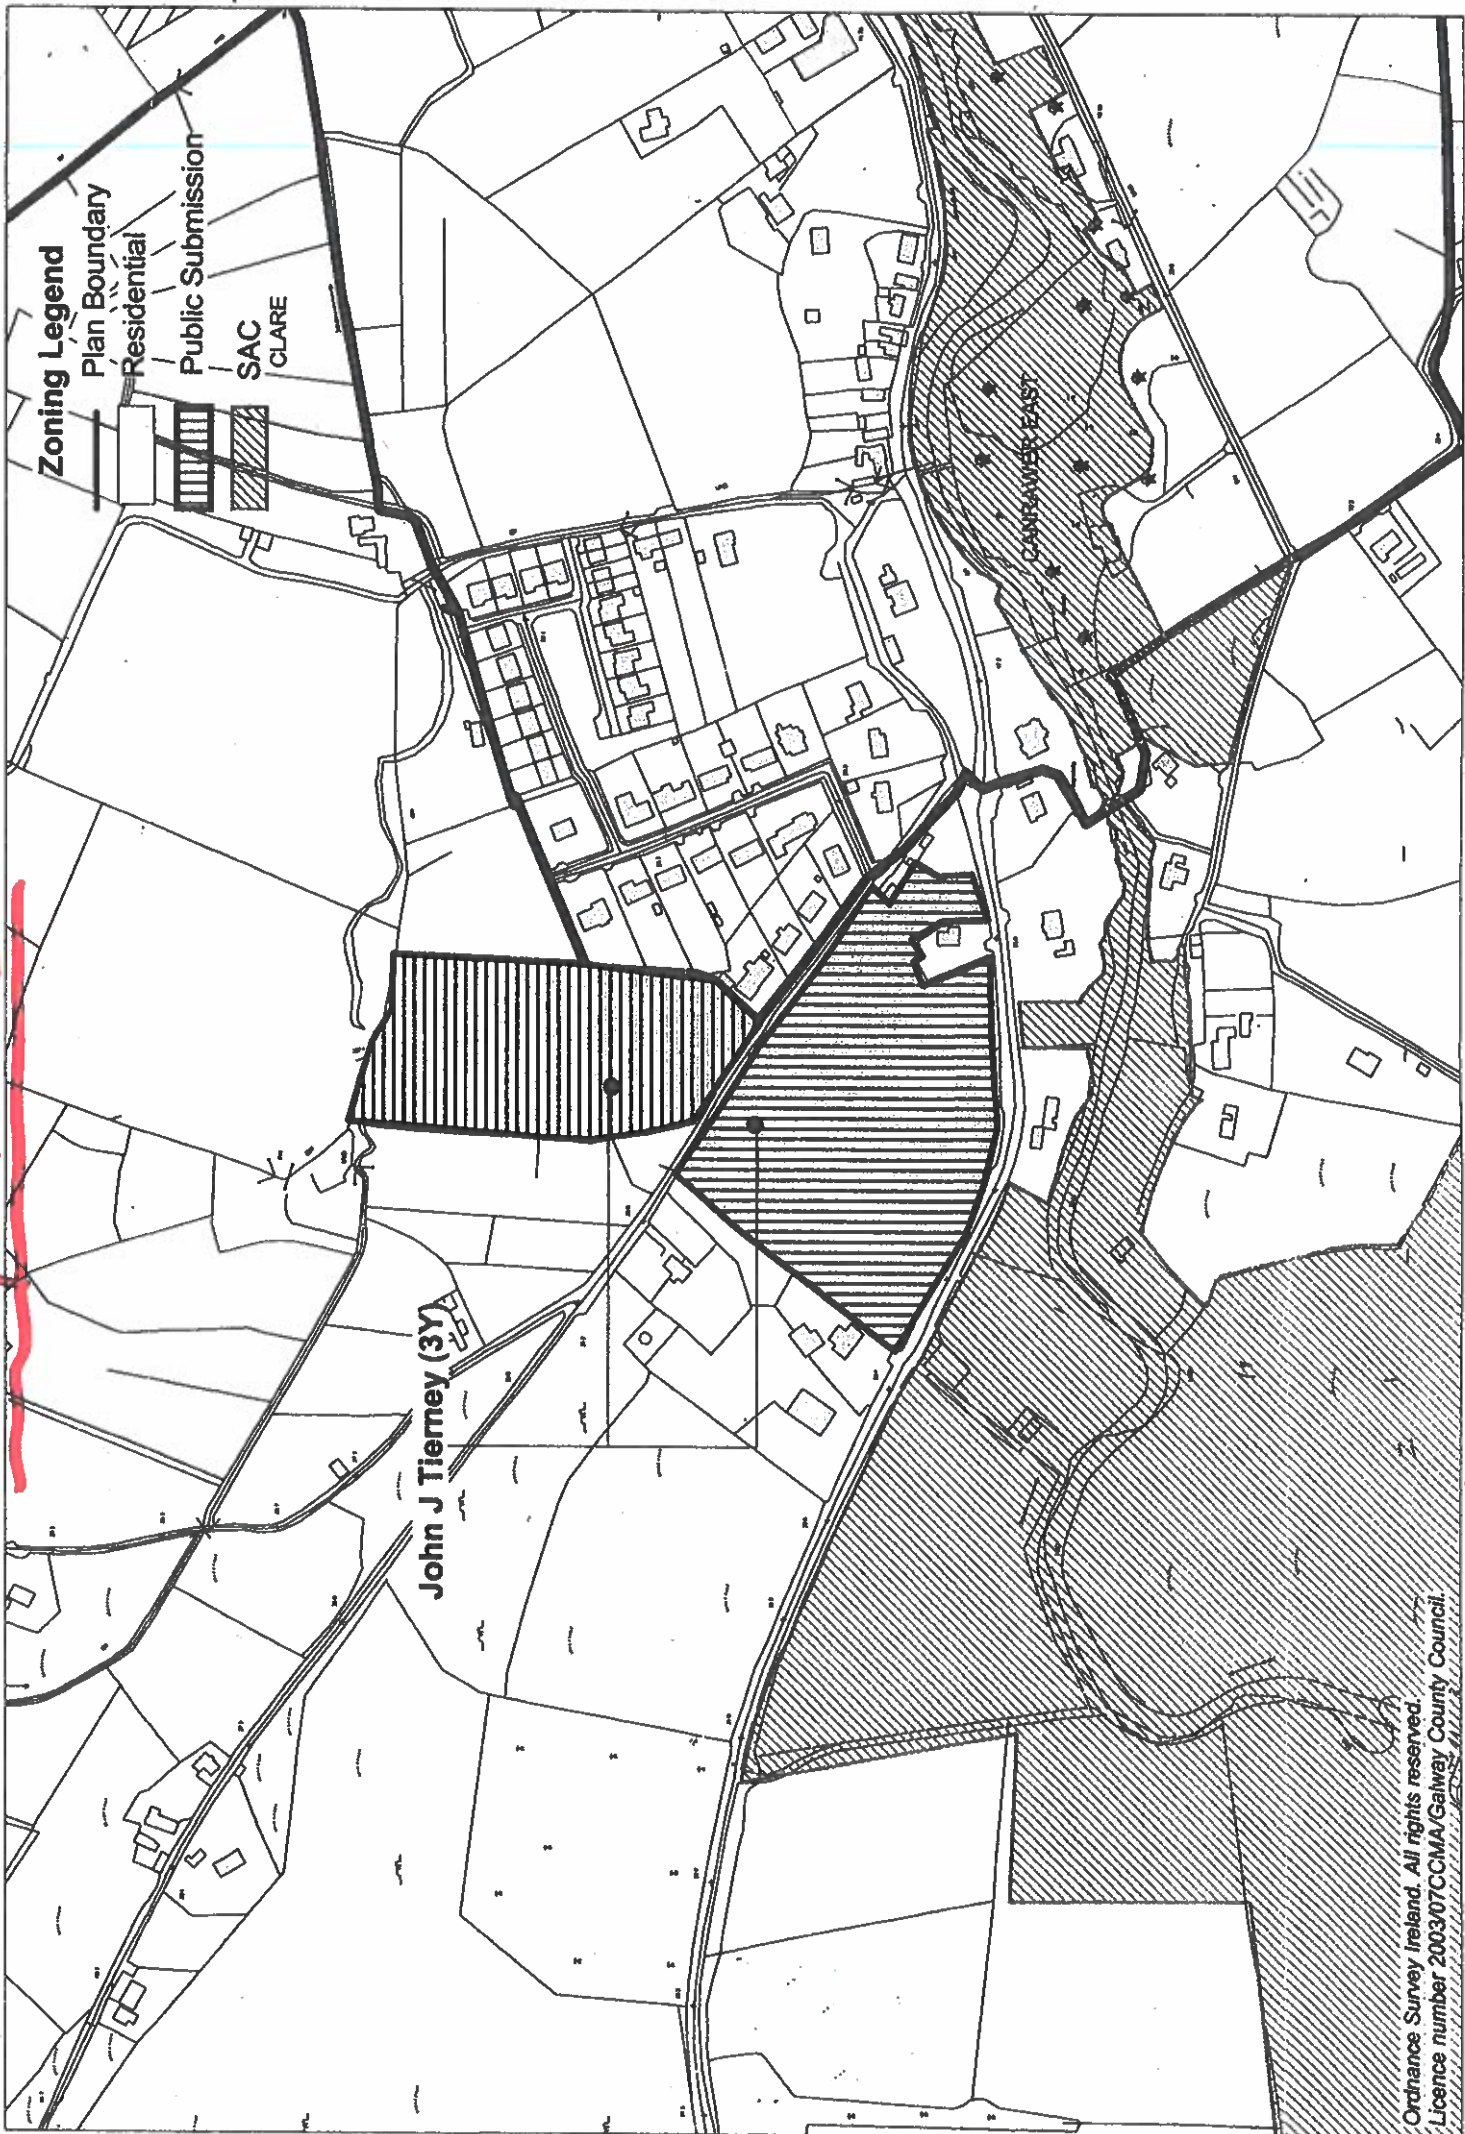 Zoning Legend
Plan Boundary
Residential
Public Submission
SAC
CLARE
CANRAWER EAST
John J Tierney (3Y)
Ordnance Survey Ireland. All rights reserved.
Licence number 2003/07CCMA/Galway County Council.